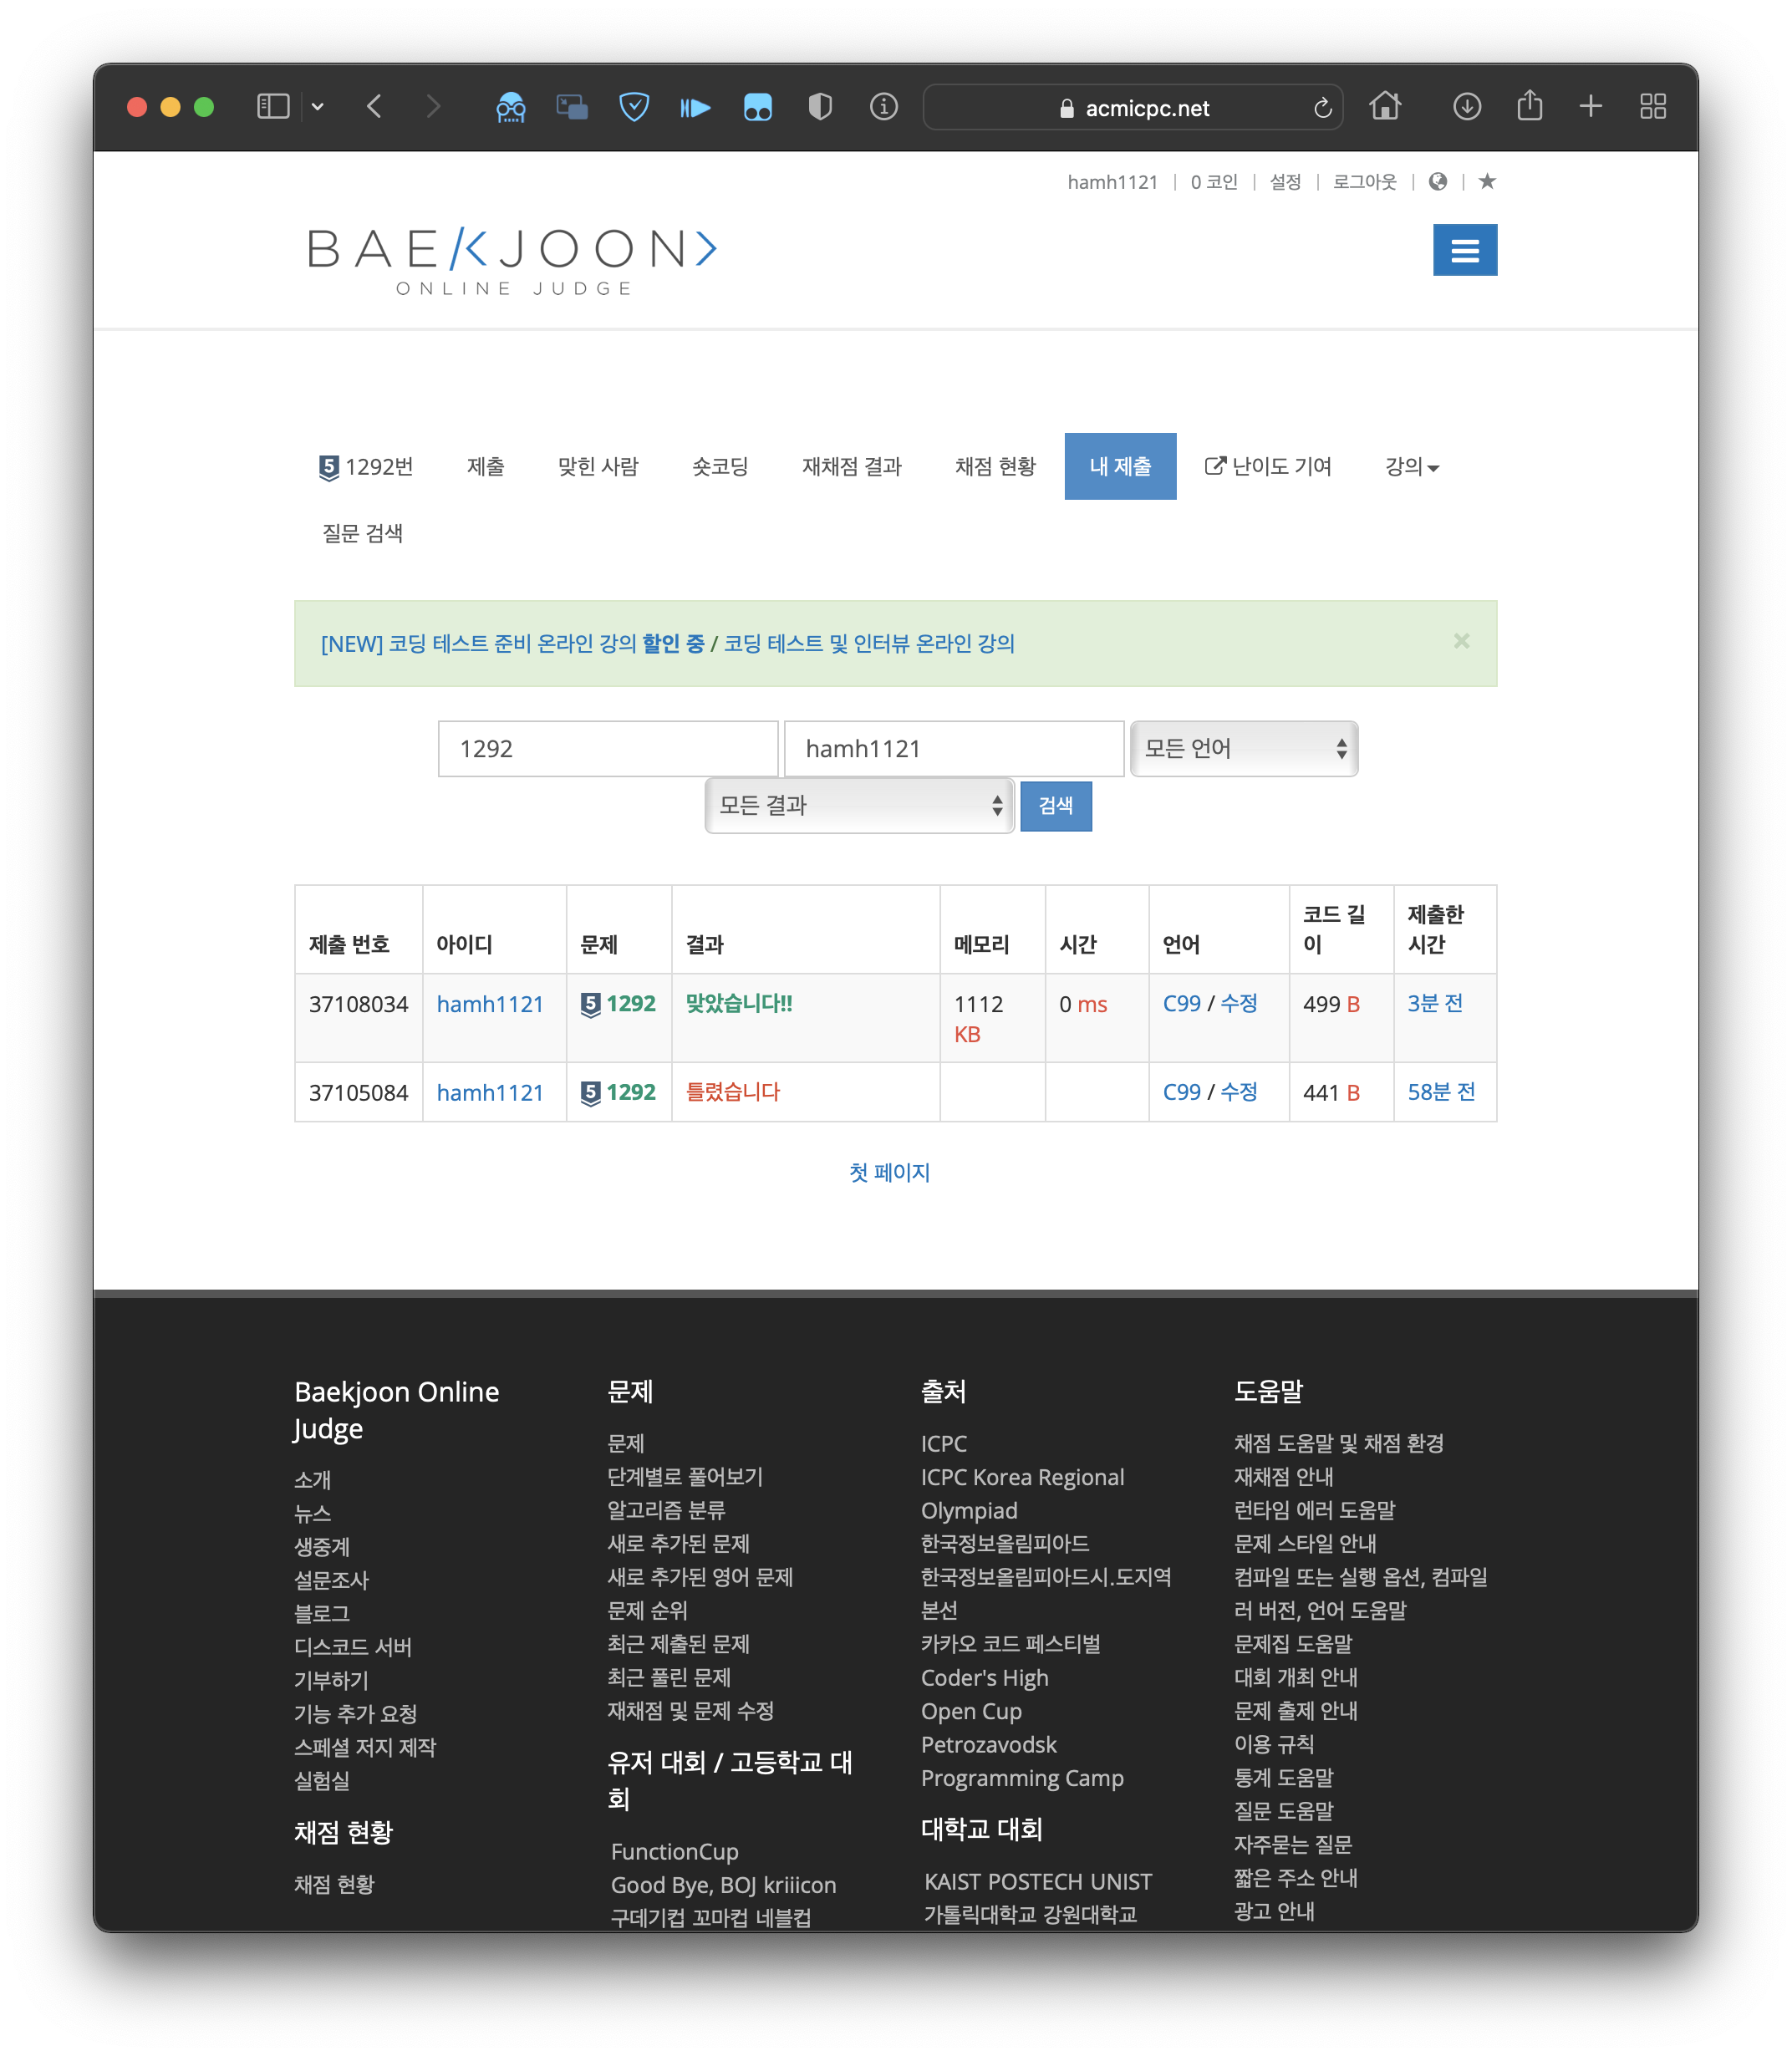 acmicpc.net
hamh1121 | 0 코인 | 설정 | 로그아웃
BAEKJOON
ONLINE JUDGE
5 1292번 제출 맞힌 사람 숏코딩 재채점 결과 채점 현황 내 제출 난이도 기여 강의
질문 검색
[NEW] 코딩 테스트 준비 온라인 강의 할인 중 / 코딩 테스트 및 인터뷰 온라인 강의 ×
1292 hamh1121 모든 언어
모든 결과 검색
제출 번호 아이디 문제 결과 메모리 시간 언어 코드 길이 제출한 시간
37108034 hamh1121 5 1292 맞았습니다!! 1112 KB 0 ms C99 / 수정 499 B 3분 전
37105084 hamh1121 5 1292 틀렸습니다 C99 / 수정 441 B 58분 전
첫 페이지
Baekjoon Online
Judge
소개
뉴스
생중계
설문조사
블로그
디스코드 서버
기부하기
기능 추가 요청
스페셜 저지 제작
실험실
채점 현황
채점 현황
문제
문제
단계별로 풀어보기
알고리즘 분류
새로 추가된 문제
새로 추가된 영어 문제
문제 순위
최근 제출된 문제
최근 풀린 문제
재채점 및 문제 수정
유저 대회 / 고등학교 대
회
FunctionCup
Good Bye, BOJ kriiicon
구데기컵 꼬마컵 네블컵
출처
ICPC
ICPC Korea Regional
Olympiad
한국정보올림피아드
한국정보올림피아드시.도지역
본선
카카오 코드 페스티벌
Coder's High
Open Cup
Petrozavodsk
Programming Camp
대학교 대회
KAIST POSTECH UNIST
가톨릭대학교 강원대학교
도움말
채점 도움말 및 채점 환경
재채점 안내
런타임 에러 도움말
문제 스타일 안내
컴파일 또는 실행 옵션, 컴파일
러 버전, 언어 도움말
문제집 도움말
대회 개최 안내
문제 출제 안내
이용 규칙
통계 도움말
질문 도움말
자주묻는 질문
짧은 주소 안내
광고 안내